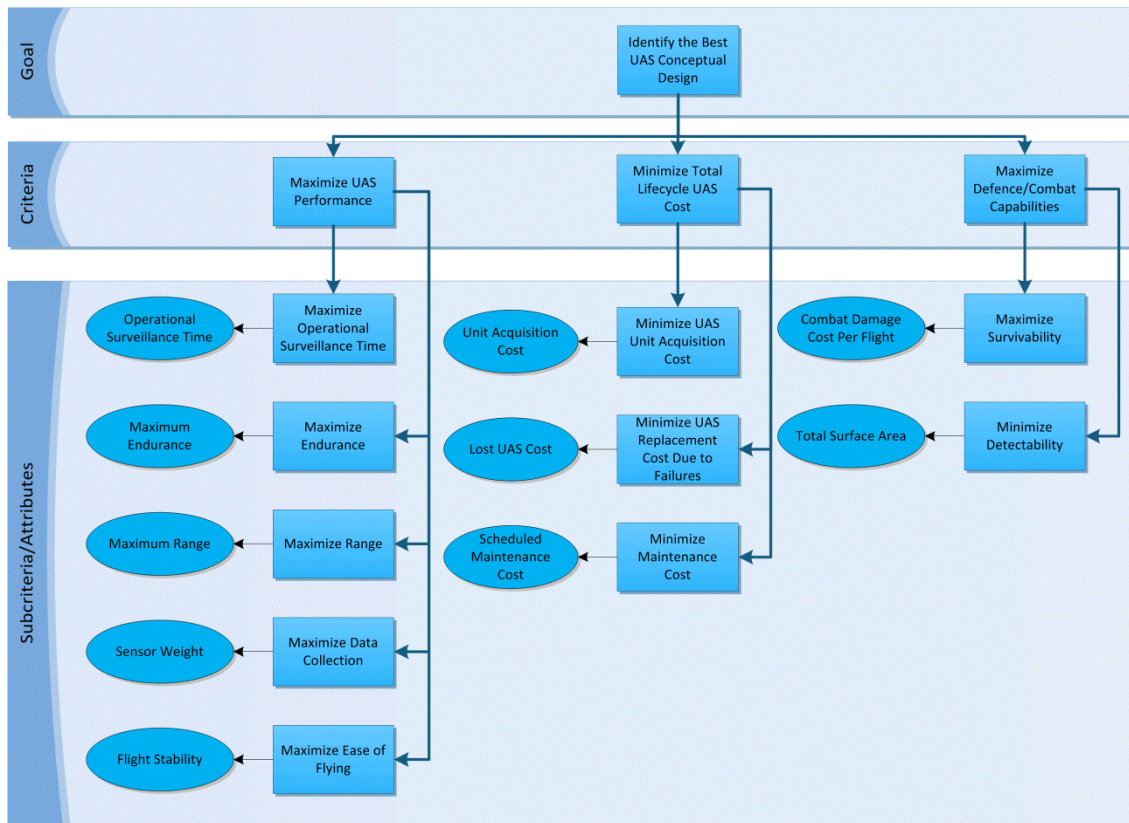 Goal
Identify the Best
UAS Conceptual
Design
Criteria
Maximize UAS
Performance
Minimize Total
Lifecycle UAS
Cost
Maximize
Defence/Combat
Capabilities
Subcriteria/Attributes
Operational
Surveillance Time
Maximize
Operational
Surveillance Time
Unit Acquisition
Cost
Minimize UAS
Unit Acquisition
Cost
Combat Damage
Cost Per Flight
Maximize
Survivability
Maximum
Endurance
Maximize
Endurance
Lost UAS Cost
Minimize UAS
Replacement
Cost Due to
Failures
Total Surface Area
Minimize
Detectability
Maximum Range
Maximize Range
Scheduled
Maintenance
Cost
Minimize
Maintenance
Cost
Sensor Weight
Maximize Data
Collection
Flight Stability
Maximize Ease of
Flying